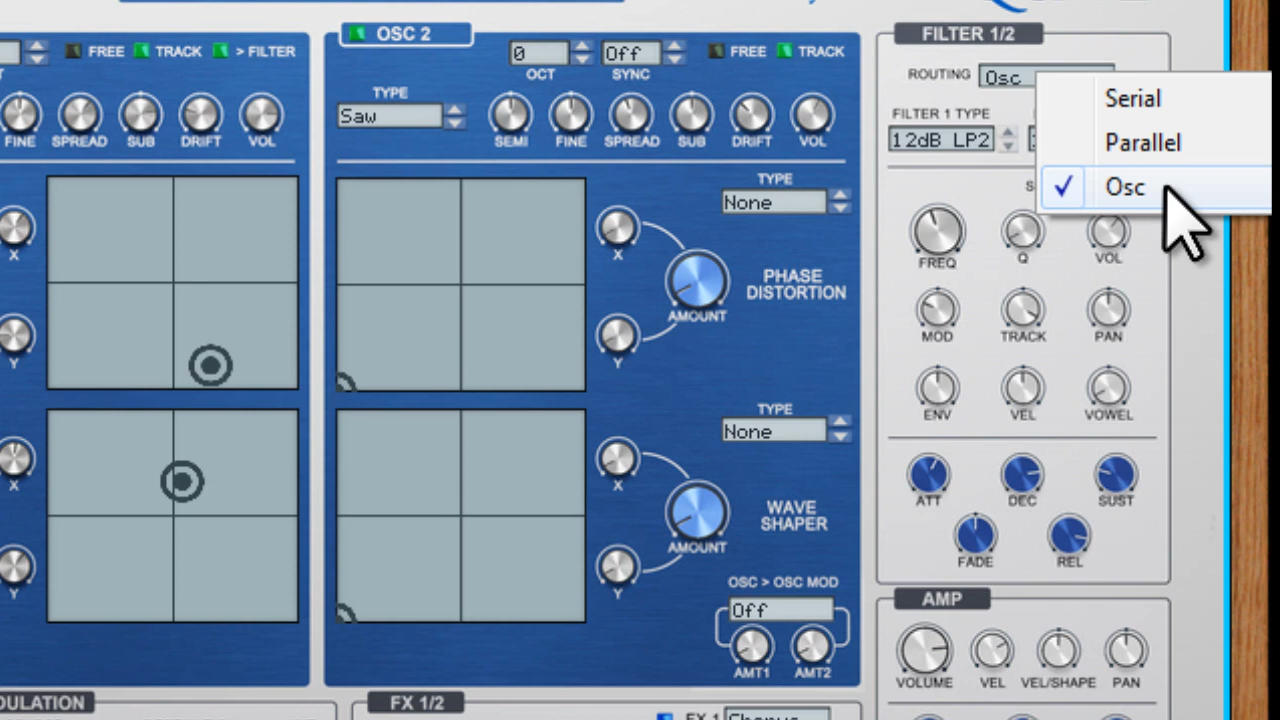 FREE TRACK > FILTER
FINE SPREAD SUB DRIFT VOL
X
Y
X
Y
OSC 2
0 Off FREE TRACK
OCT SYNC
TYPE
Saw
SEMI FINE SPREAD SUB DRIFT VOL
TYPE
None
X
PHASE
DISTORTION
AMOUNT
Y
TYPE
None
X
WAVE
SHAPER
AMOUNT
Y
OSC > OSC MOD
Off
AMT1 AMT2
FILTER 1/2
ROUTING Osc
Serial
Parallel
Osc
FILTER 1 TYPE
12dB LP2
FREQ Q VOL
MOD TRACK PAN
ENV VEL VOWEL
ATT DEC SUST
FADE REL
AMP
VOLUME VEL VEL/SHAPE PAN
FX 1/2
FX 1 Chorus